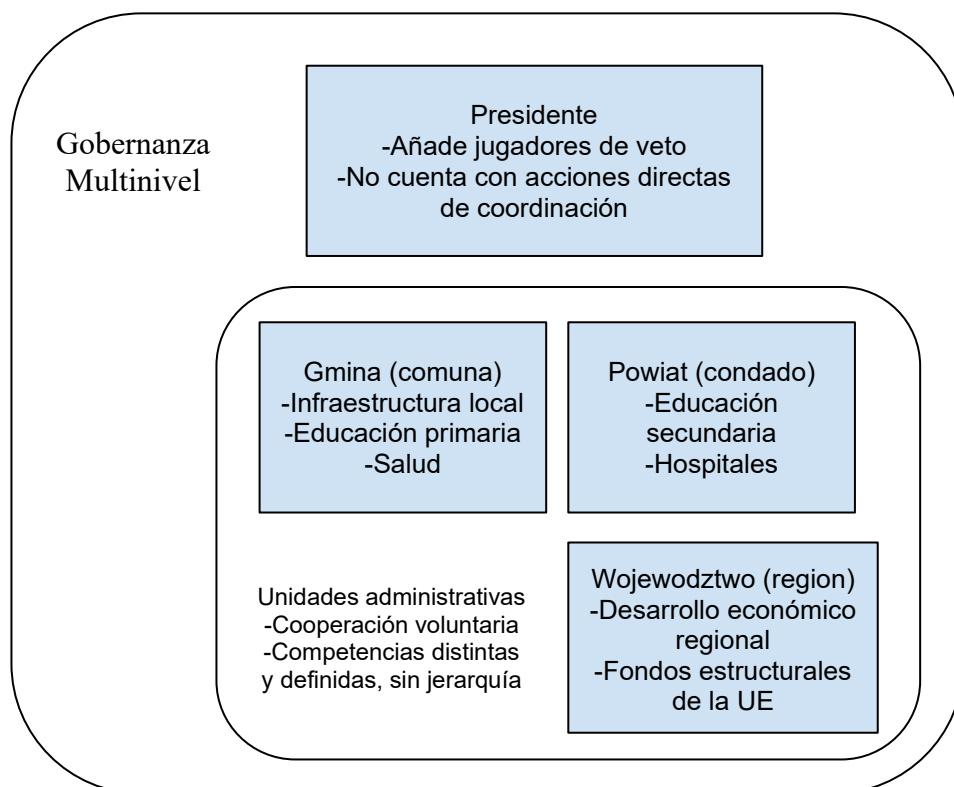 Gobernanza
Multinivel
Presidente
-Añade jugadores de veto
-No cuenta con acciones directas
de coordinación
Gmina (comuna)
-Infraestructura local
-Educación primaria
-Salud
Powiat (condado)
-Educación
secundaria
-Hospitales
Unidades administrativas
-Cooperación voluntaria
-Competencias distintas
y definidas, sin jerarquía
Wojewodztwo (region)
-Desarrollo económico
regional
-Fondos estructurales
de la UE